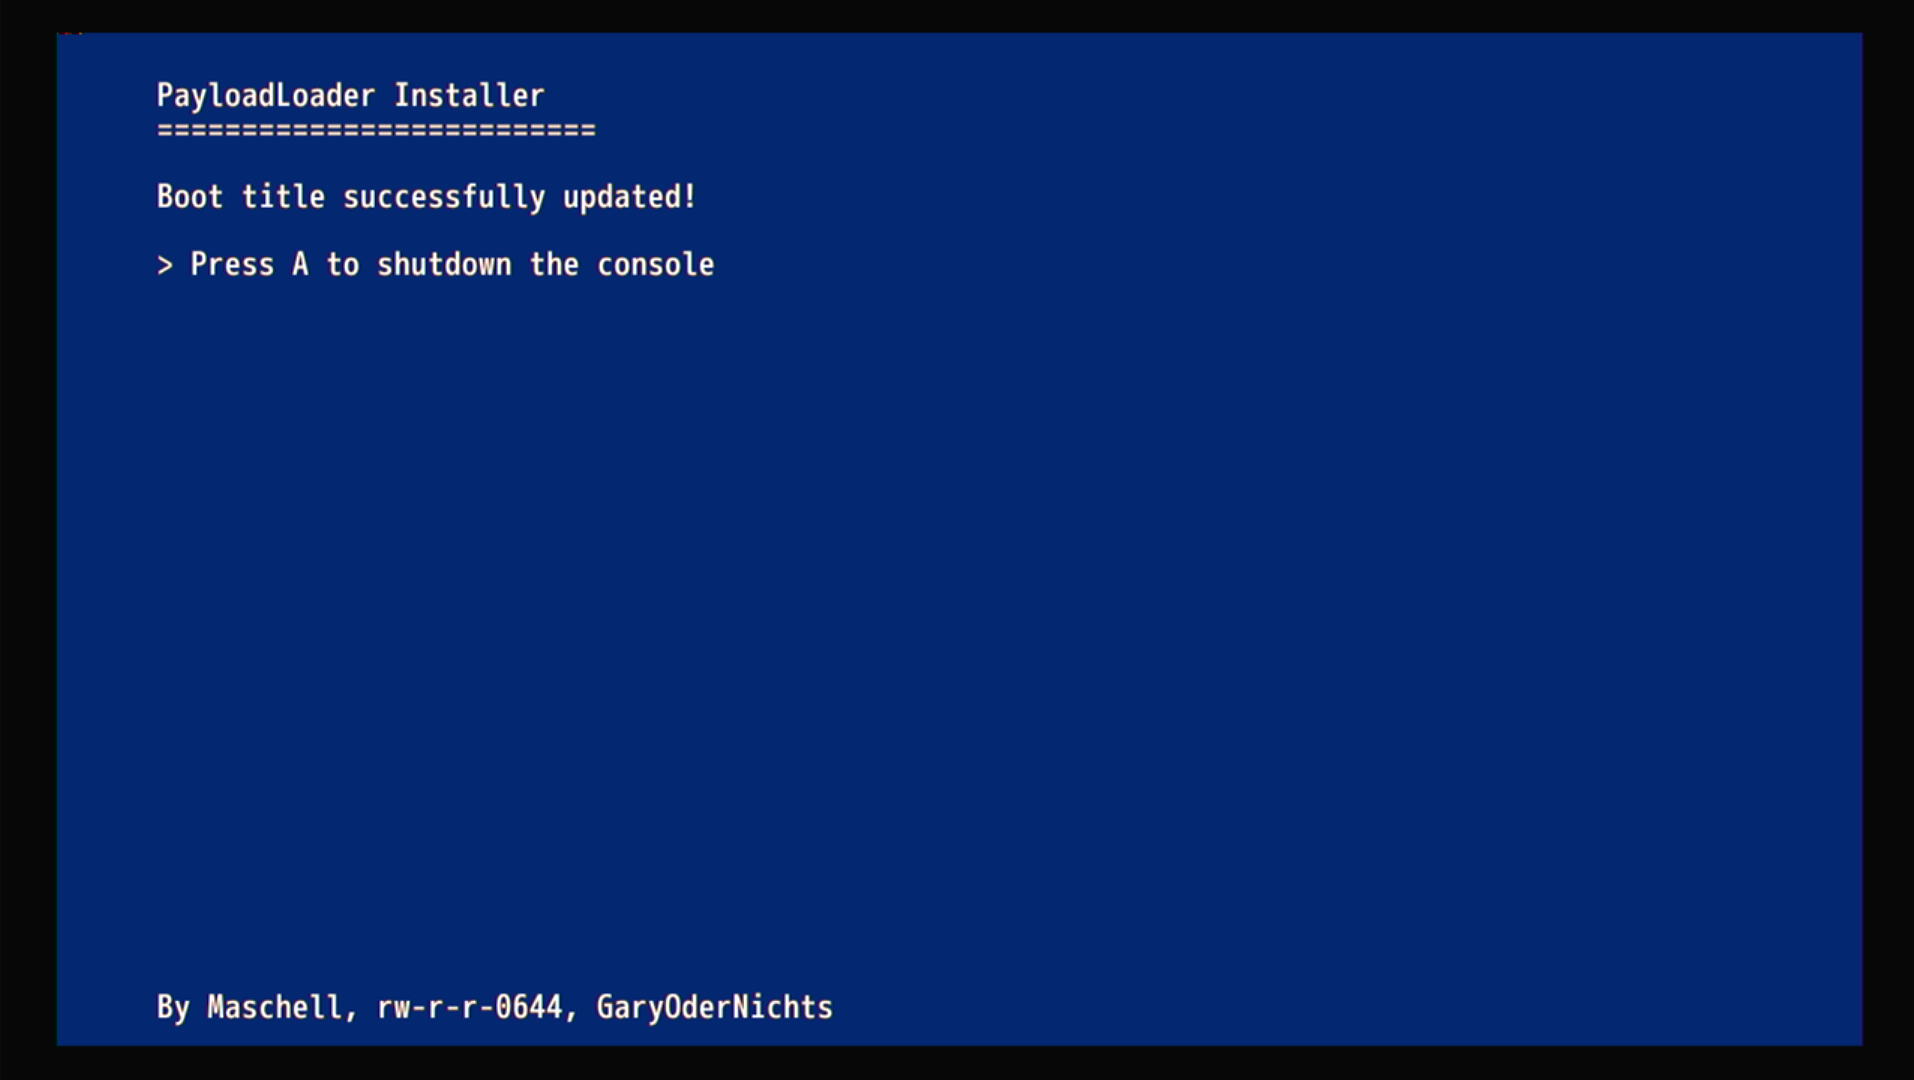 PayloadLoader Installer
==========================
Boot title successfully updated!
> Press A to shutdown the console
By Maschell, rw-r-r-0644, GaryOderNichts